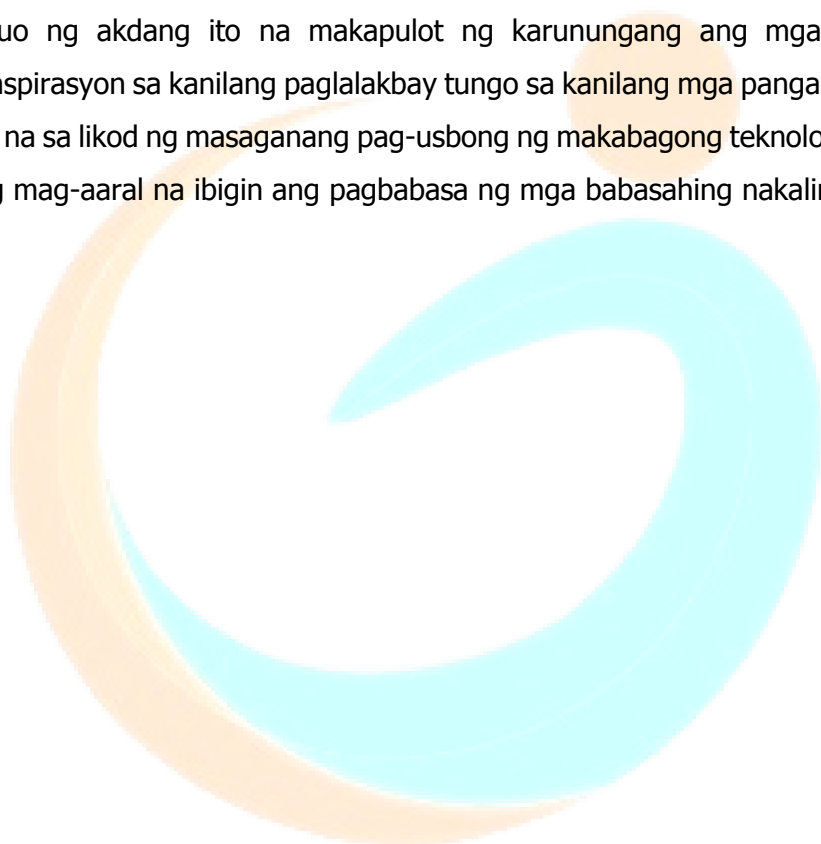 uo ng akdang ito na makapulot ng karunungang ang mga
spirasyon sa kanilang paglalakbay tungo sa kanilang mga panga
na sa likod ng masaganang pag-usbong ng makabagong teknolo
mag-aaral na ibigin ang pagbabasa ng mga babasahing nakali